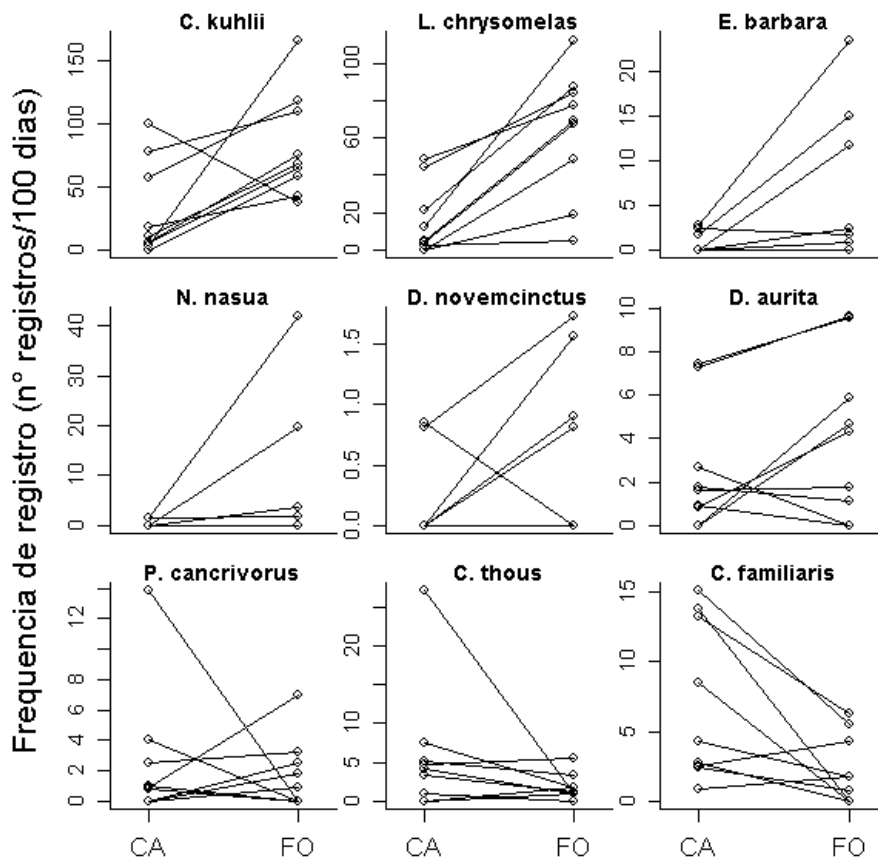 Frequencia de registro (n° registros/100 dias)
C. kuhlii
L. chrysomelas
E. barbara
150
100
50
0
100
60
20
0
20
15
10
5
0
N. nasua
D. novemcinctus
D. aurita
40
30
20
10
0
1.5
1.0
0.5
0.0
10
8
6
4
2
0
P. cancrivorus
C. thous
C. familiaris
12
8
6
4
2
0
20
10
5
0
15
10
5
0
CA
FO
CA
FO
CA
FO